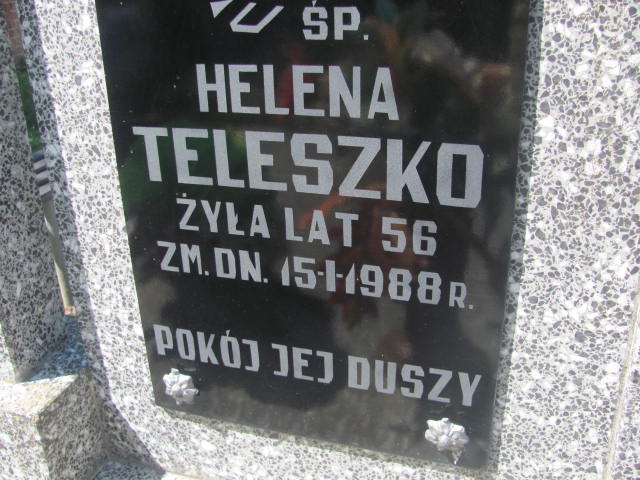 ŚP.
HELENA
TELESZKO
ŻYŁA LAT 56
ZM. DN. 15-I-1988 R.
POKÓJ JEJ DUSZY